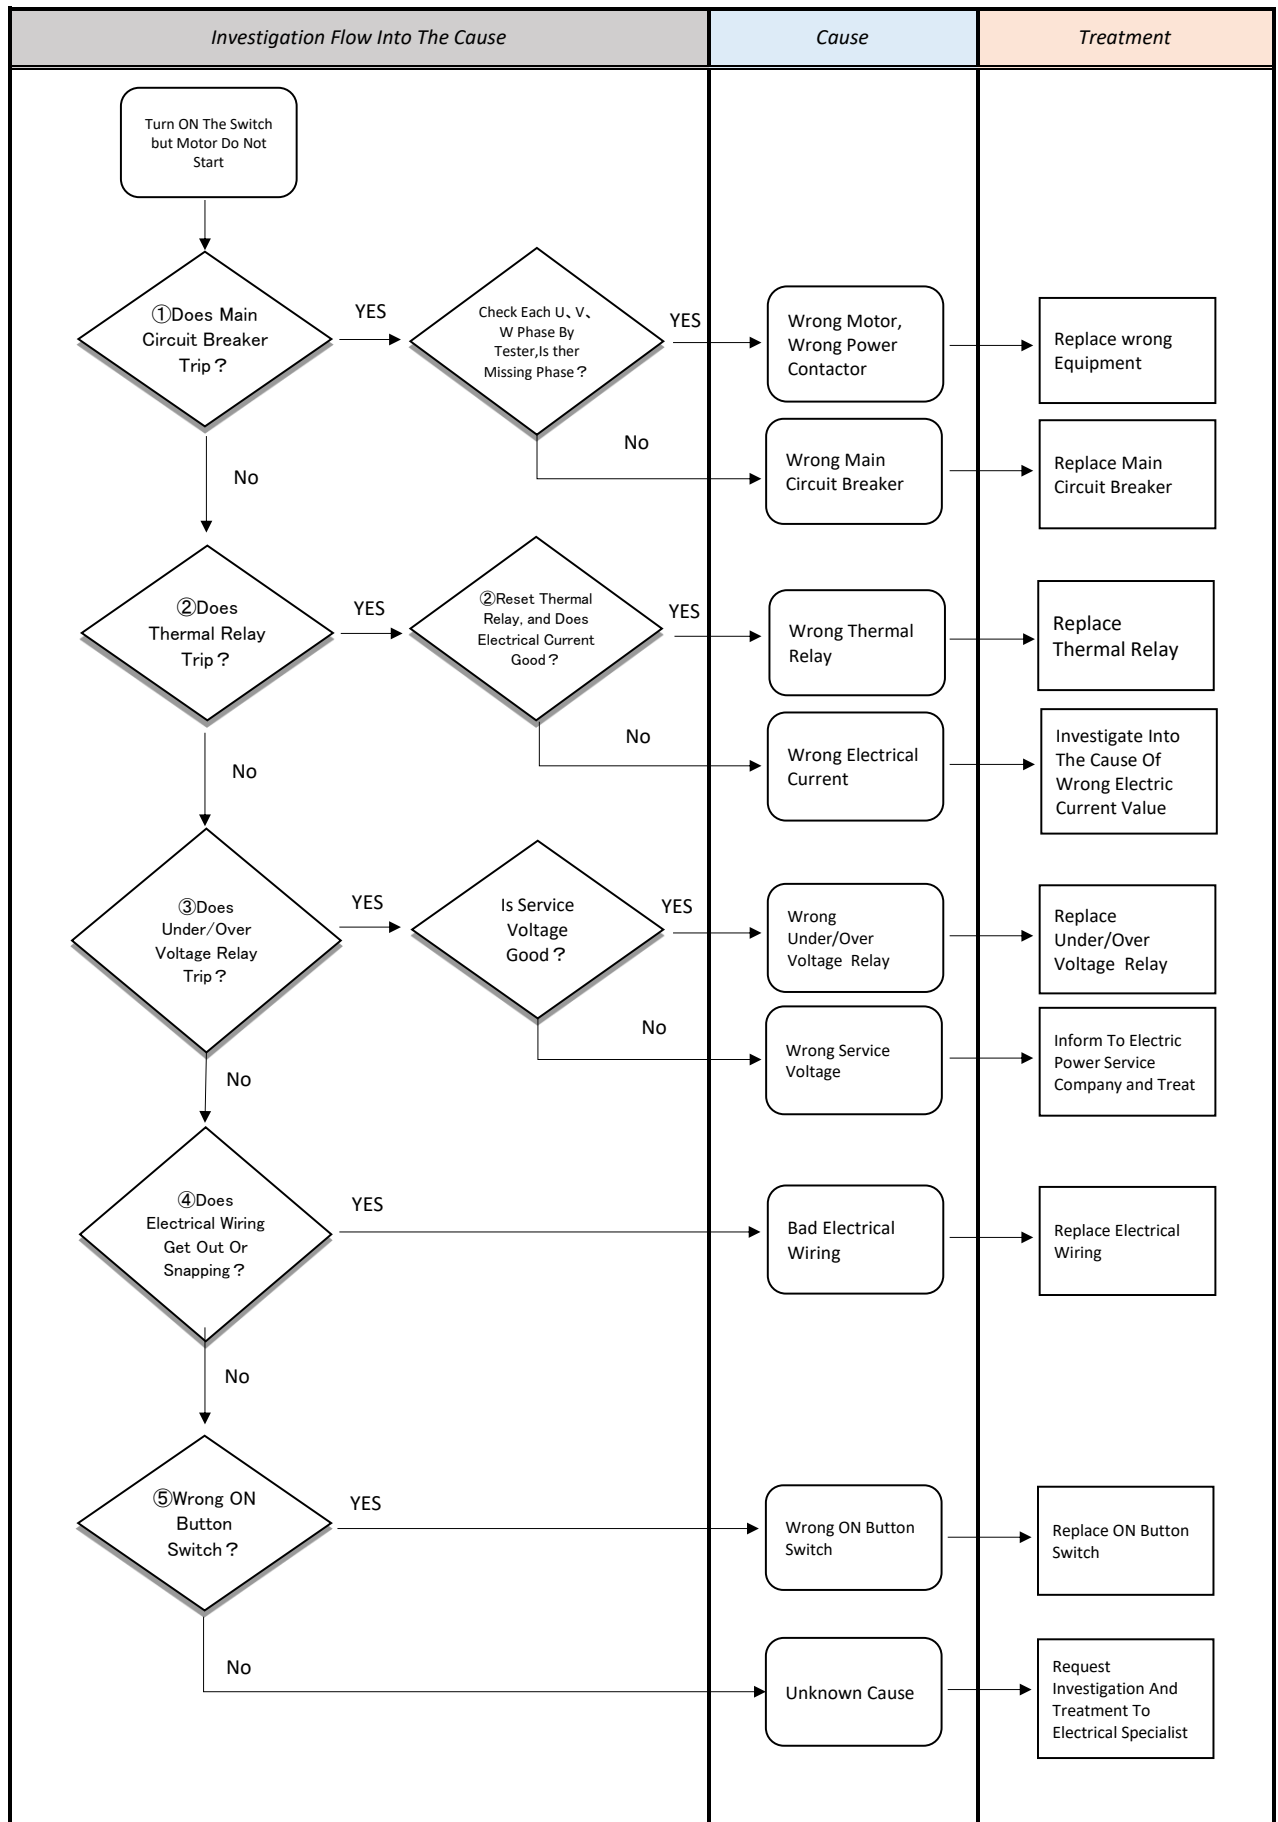 Investigation Flow Into The Cause
Cause
Treatment
Turn ON The Switch
but Motor Do Not
Start
①Does Main
Circuit Breaker
Trip？
YES
Check Each U、V、
W Phase By
Tester,Is ther
Missing Phase？
YES
Wrong Motor,
Wrong Power
Contactor
Replace wrong
Equipment
No
Wrong Main
Circuit Breaker
Replace Main
Circuit Breaker
No
②Does
Thermal Relay
Trip？
YES
②Reset Thermal
Relay, and Does
Electrical Current
Good？
YES
Wrong Thermal
Relay
Replace
Thermal Relay
No
Wrong Electrical
Current
Investigate Into
The Cause Of
Wrong Electric
Current Value
No
③Does
Under/Over
Voltage Relay
Trip？
YES
Is Service
Voltage
Good？
YES
Wrong
Under/Over
Voltage Relay
Replace
Under/Over
Voltage Relay
No
Wrong Service
Voltage
Inform To Electric
Power Service
Company and Treat
No
④Does
Electrical Wiring
Get Out Or
Snapping？
YES
Bad Electrical
Wiring
Replace Electrical
Wiring
No
⑤Wrong ON
Button
Switch？
YES
Wrong ON Button
Switch
Replace ON Button
Switch
No
Unknown Cause
Request
Investigation And
Treatment To
Electrical Specialist